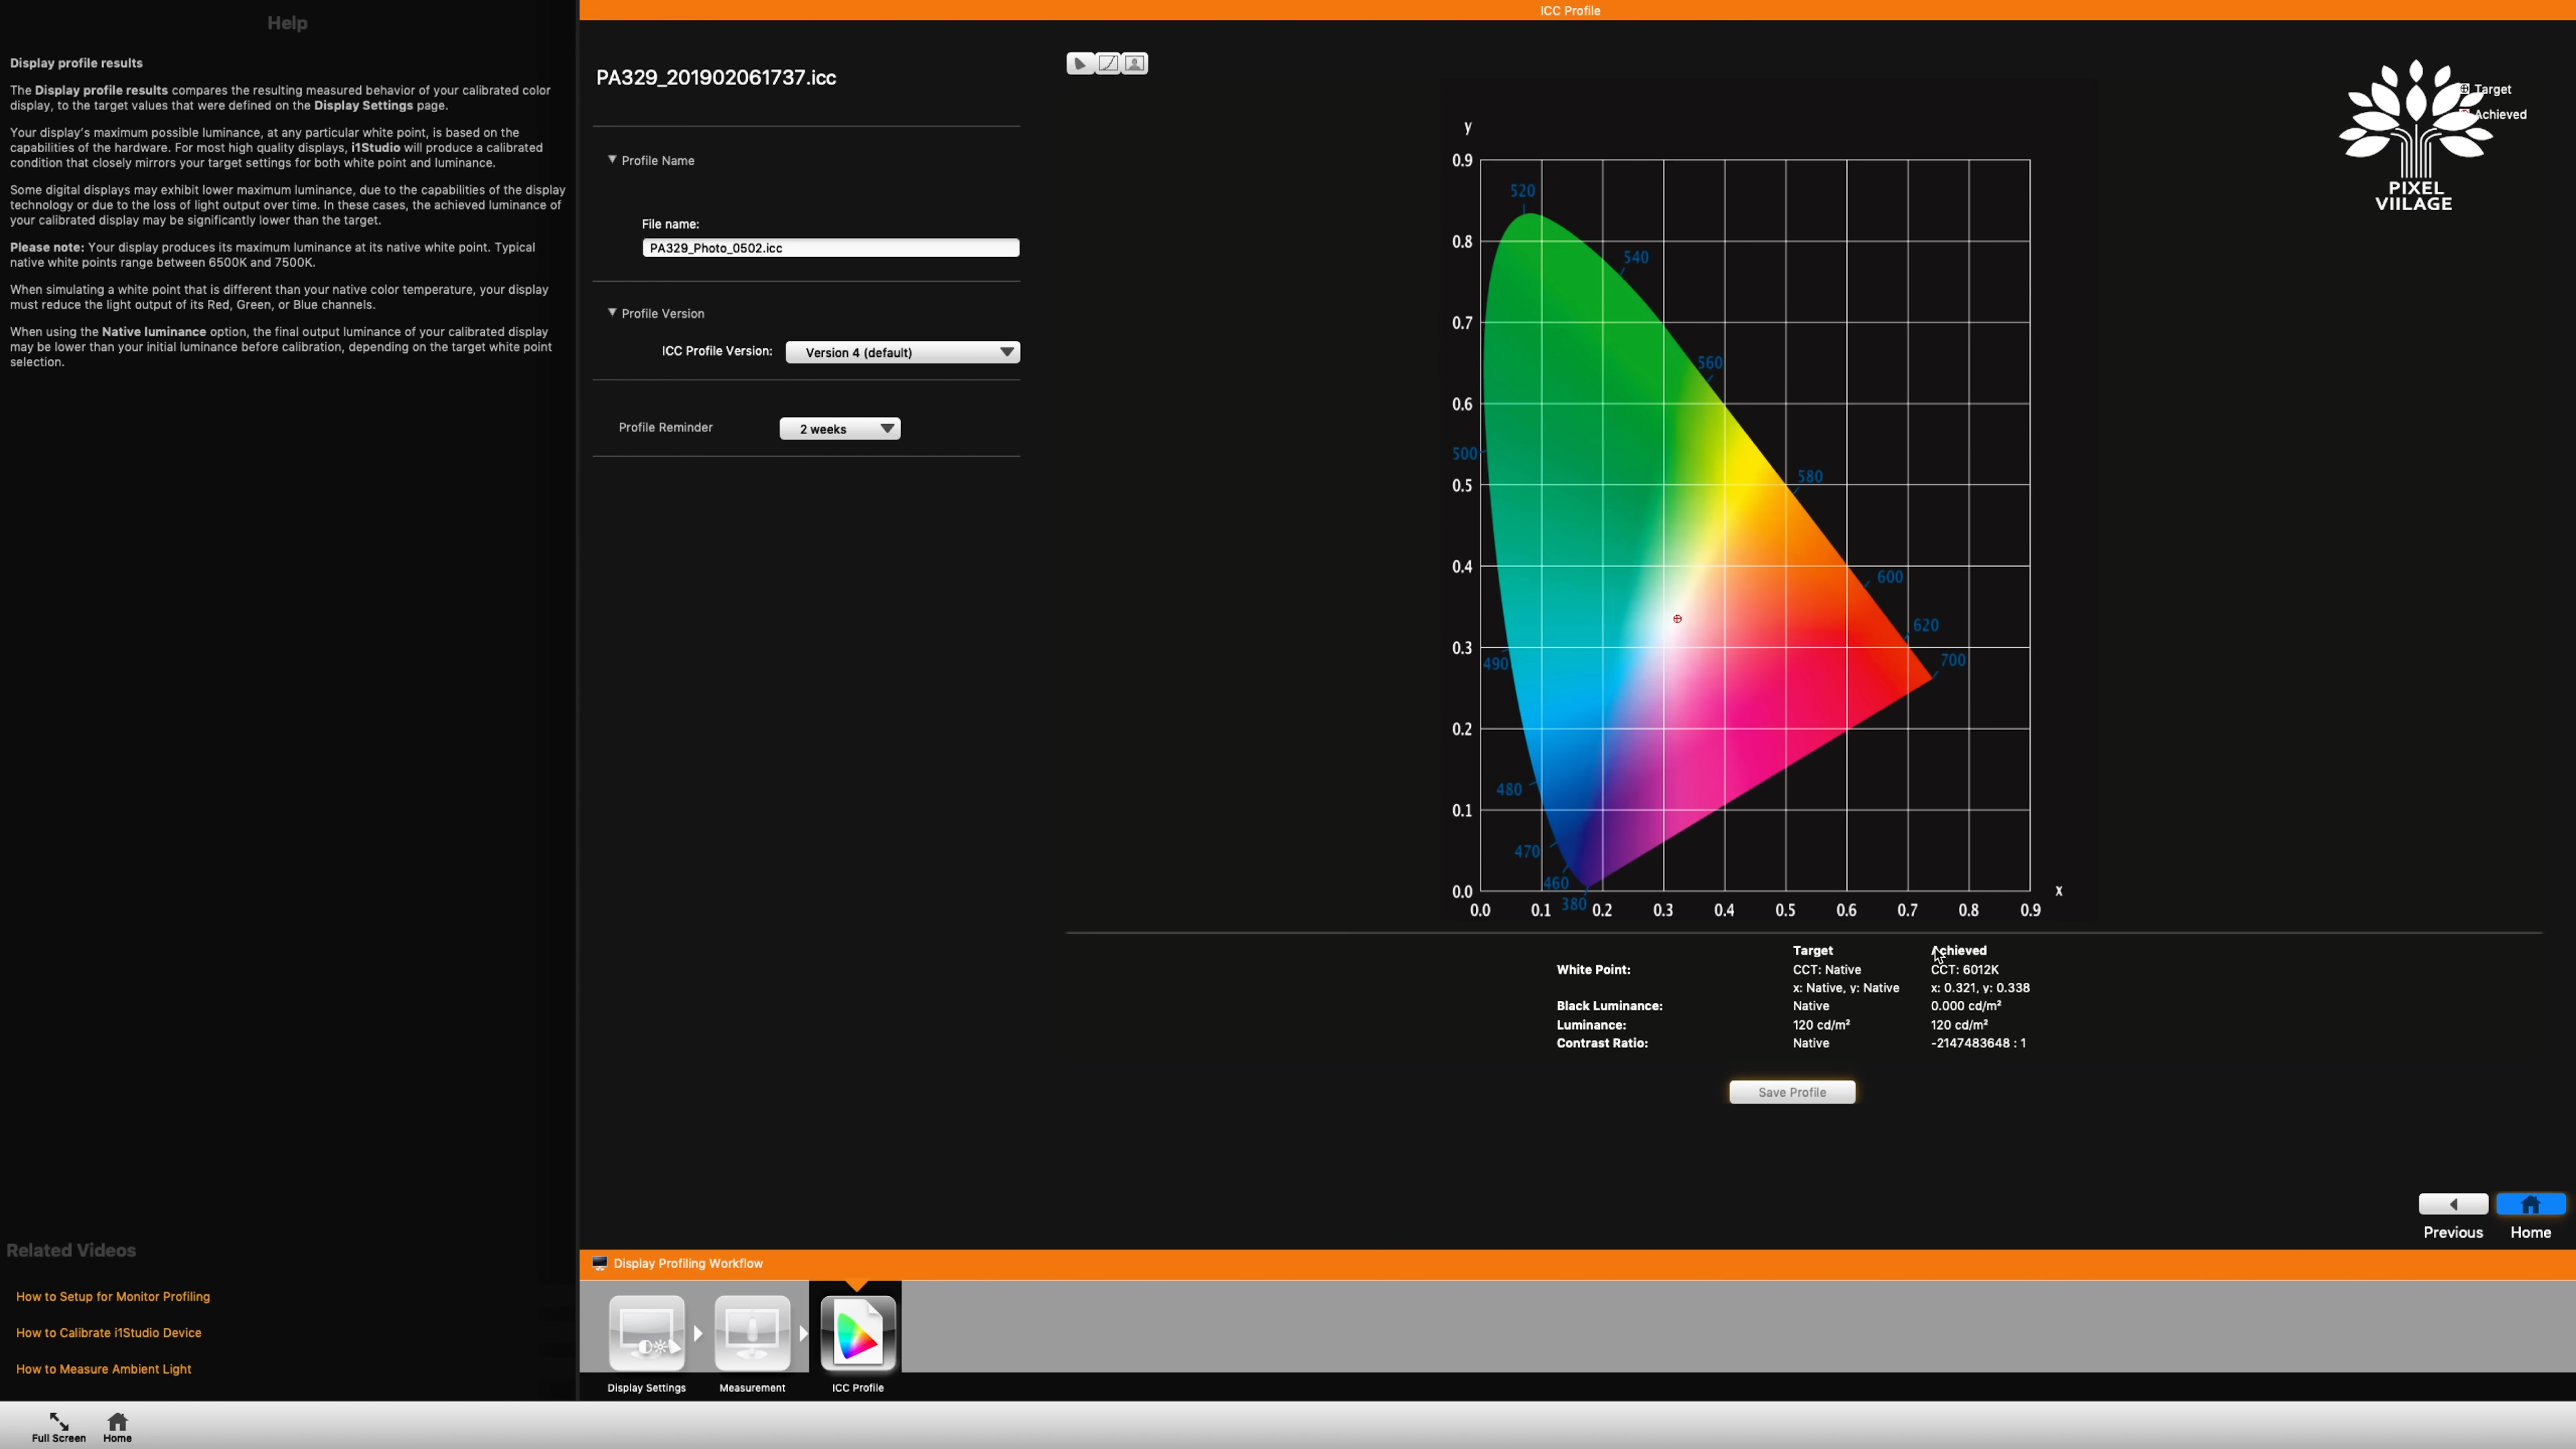 Help
Display profile results
The Display profile results compares the resulting measured behavior of your calibrated color
display, to the target values that were defined on the Display Settings page.
Your display's maximum possible luminance, at any particular white point, is based on the
capabilities of the hardware. For most high quality displays, i1Studio will produce a calibrated
condition that closely mirrors your target settings for both white point and luminance.
Some digital displays may exhibit lower maximum luminance, due to the capabilities of the display
technology or due to the loss of light output over time. In these cases, the achieved luminance of
your calibrated display may be significantly lower than the target.
Please note: Your display produces its maximum luminance at its native white point. Typical
native white points range between 6500K and 7500K.
When simulating a white point that is different than your native color temperature, your display
must reduce the light output of its Red, Green, or Blue channels.
When using the Native luminance option, the final output luminance of your calibrated display
may be lower than your initial luminance before calibration, depending on the target white point
selection.
Related Videos
How to Setup for Monitor Profiling
How to Calibrate i1Studio Device
How to Measure Ambient Light
Full Screen
Home
ICC Profile
PA329_201902061737.icc
Profile Name
File name:
PA329_Photo_0502.icc
Profile Version
ICC Profile Version: Version 4 (default)
Profile Reminder 2 weeks
Target
Achieved
PIXEL
VIILAGE
y
0.9
0.8
0.7
0.6
0.5
0.4
0.3
0.2
0.1
0.0
520
540
560
500
580
600
620
490
700
480
470
460
380
0.0 0.1 0.2 0.3 0.4 0.5 0.6 0.7 0.8 0.9
x
Target Achieved
White Point: CCT: Native CCT: 6012K
x: Native, y: Native x: 0.321, y: 0.338
Black Luminance: Native 0.000 cd/m²
Luminance: 120 cd/m² 120 cd/m²
Contrast Ratio: Native -2147483648 : 1
Save Profile
Previous
Home
Display Profiling Workflow
Display Settings
Measurement
ICC Profile